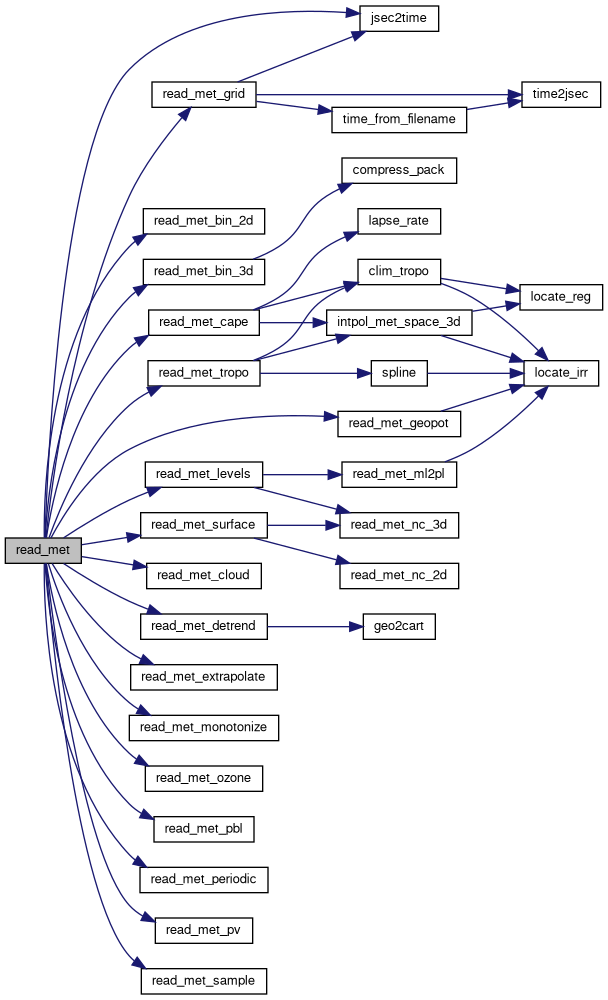 jsec2time
read_met_grid
time2jsec
time_from_filename
compress_pack
read_met_bin_2d
lapse_rate
read_met_bin_3d
clim_tropo
locate_reg
read_met_cape
intpol_met_space_3d
read_met_tropo
spline
locate_irr
read_met_geopot
read_met_levels
read_met_ml2pl
read_met_surface
read_met_nc_3d
read_met
read_met_cloud
read_met_nc_2d
read_met_detrend
geo2cart
read_met_extrapolate
read_met_monotonize
read_met_ozone
read_met_pbl
read_met_periodic
read_met_pv
read_met_sample